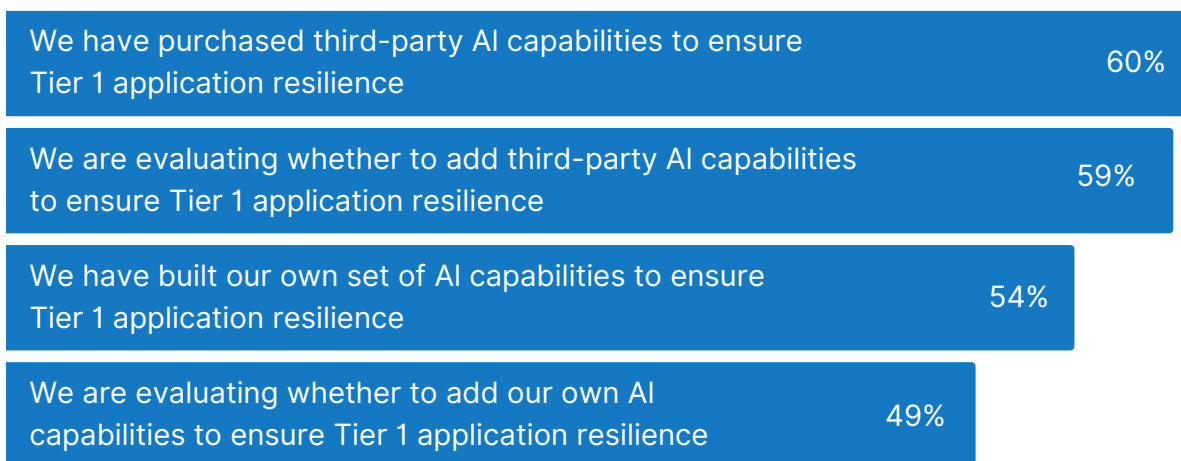 We have purchased third-party AI capabilities to ensure
Tier 1 application resilience
60%
We are evaluating whether to add third-party AI capabilities
to ensure Tier 1 application resilience
59%
We have built our own set of AI capabilities to ensure
Tier 1 application resilience
54%
We are evaluating whether to add our own AI
capabilities to ensure Tier 1 application resilience
49%